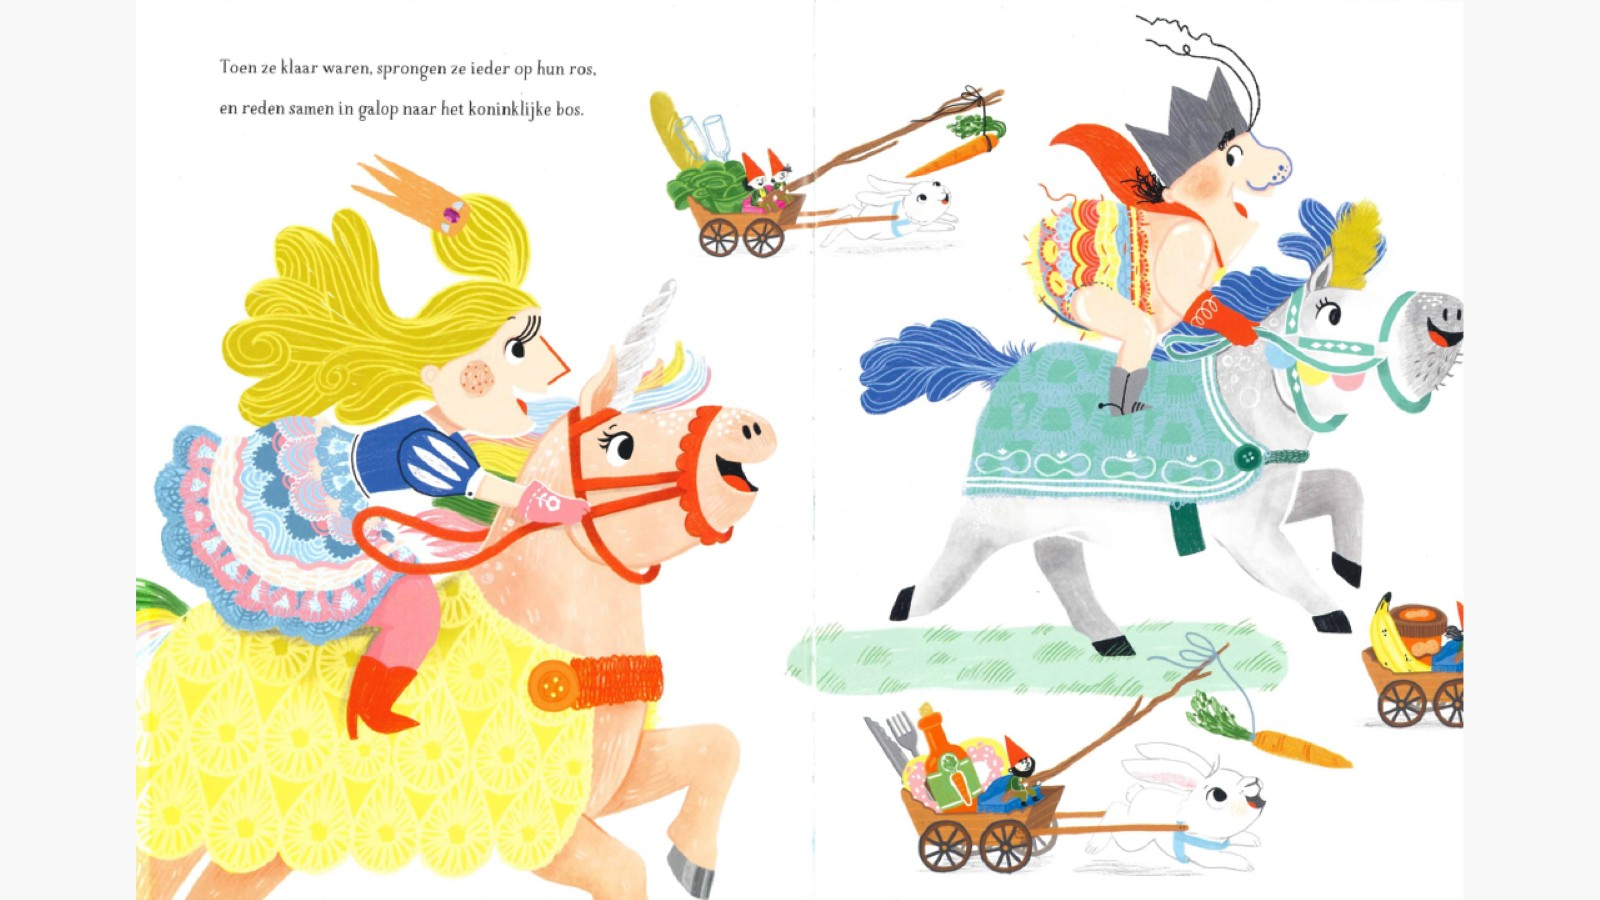 Toen ze klaar waren, sprongen ze ieder op hun ros,
en reden samen in galop naar het koninklijke bos.